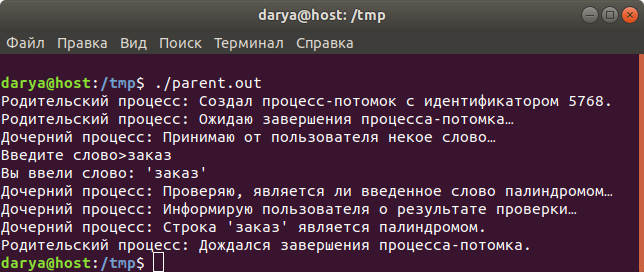 darya@host: /tmp
Файл Правка Вид Поиск Терминал Справка
darya@host:/tmp$ ./parent.out
Родительский процесс: Создал процесс-потомок с идентификатором 5768.
Родительский процесс: Ожидаю завершения процесса-потомка…
Дочерний процесс: Принимаю от пользователя некое слово…
Введите слово>заказ
Вы ввели слово: 'заказ'
Дочерний процесс: Проверяю, является ли введенное слово палиндромом…
Дочерний процесс: Информирую пользователя о результате проверки…
Дочерний процесс: Строка 'заказ' является палиндромом.
Родительский процесс: Дождался завершения процесса-потомка.
darya@host:/tmp$